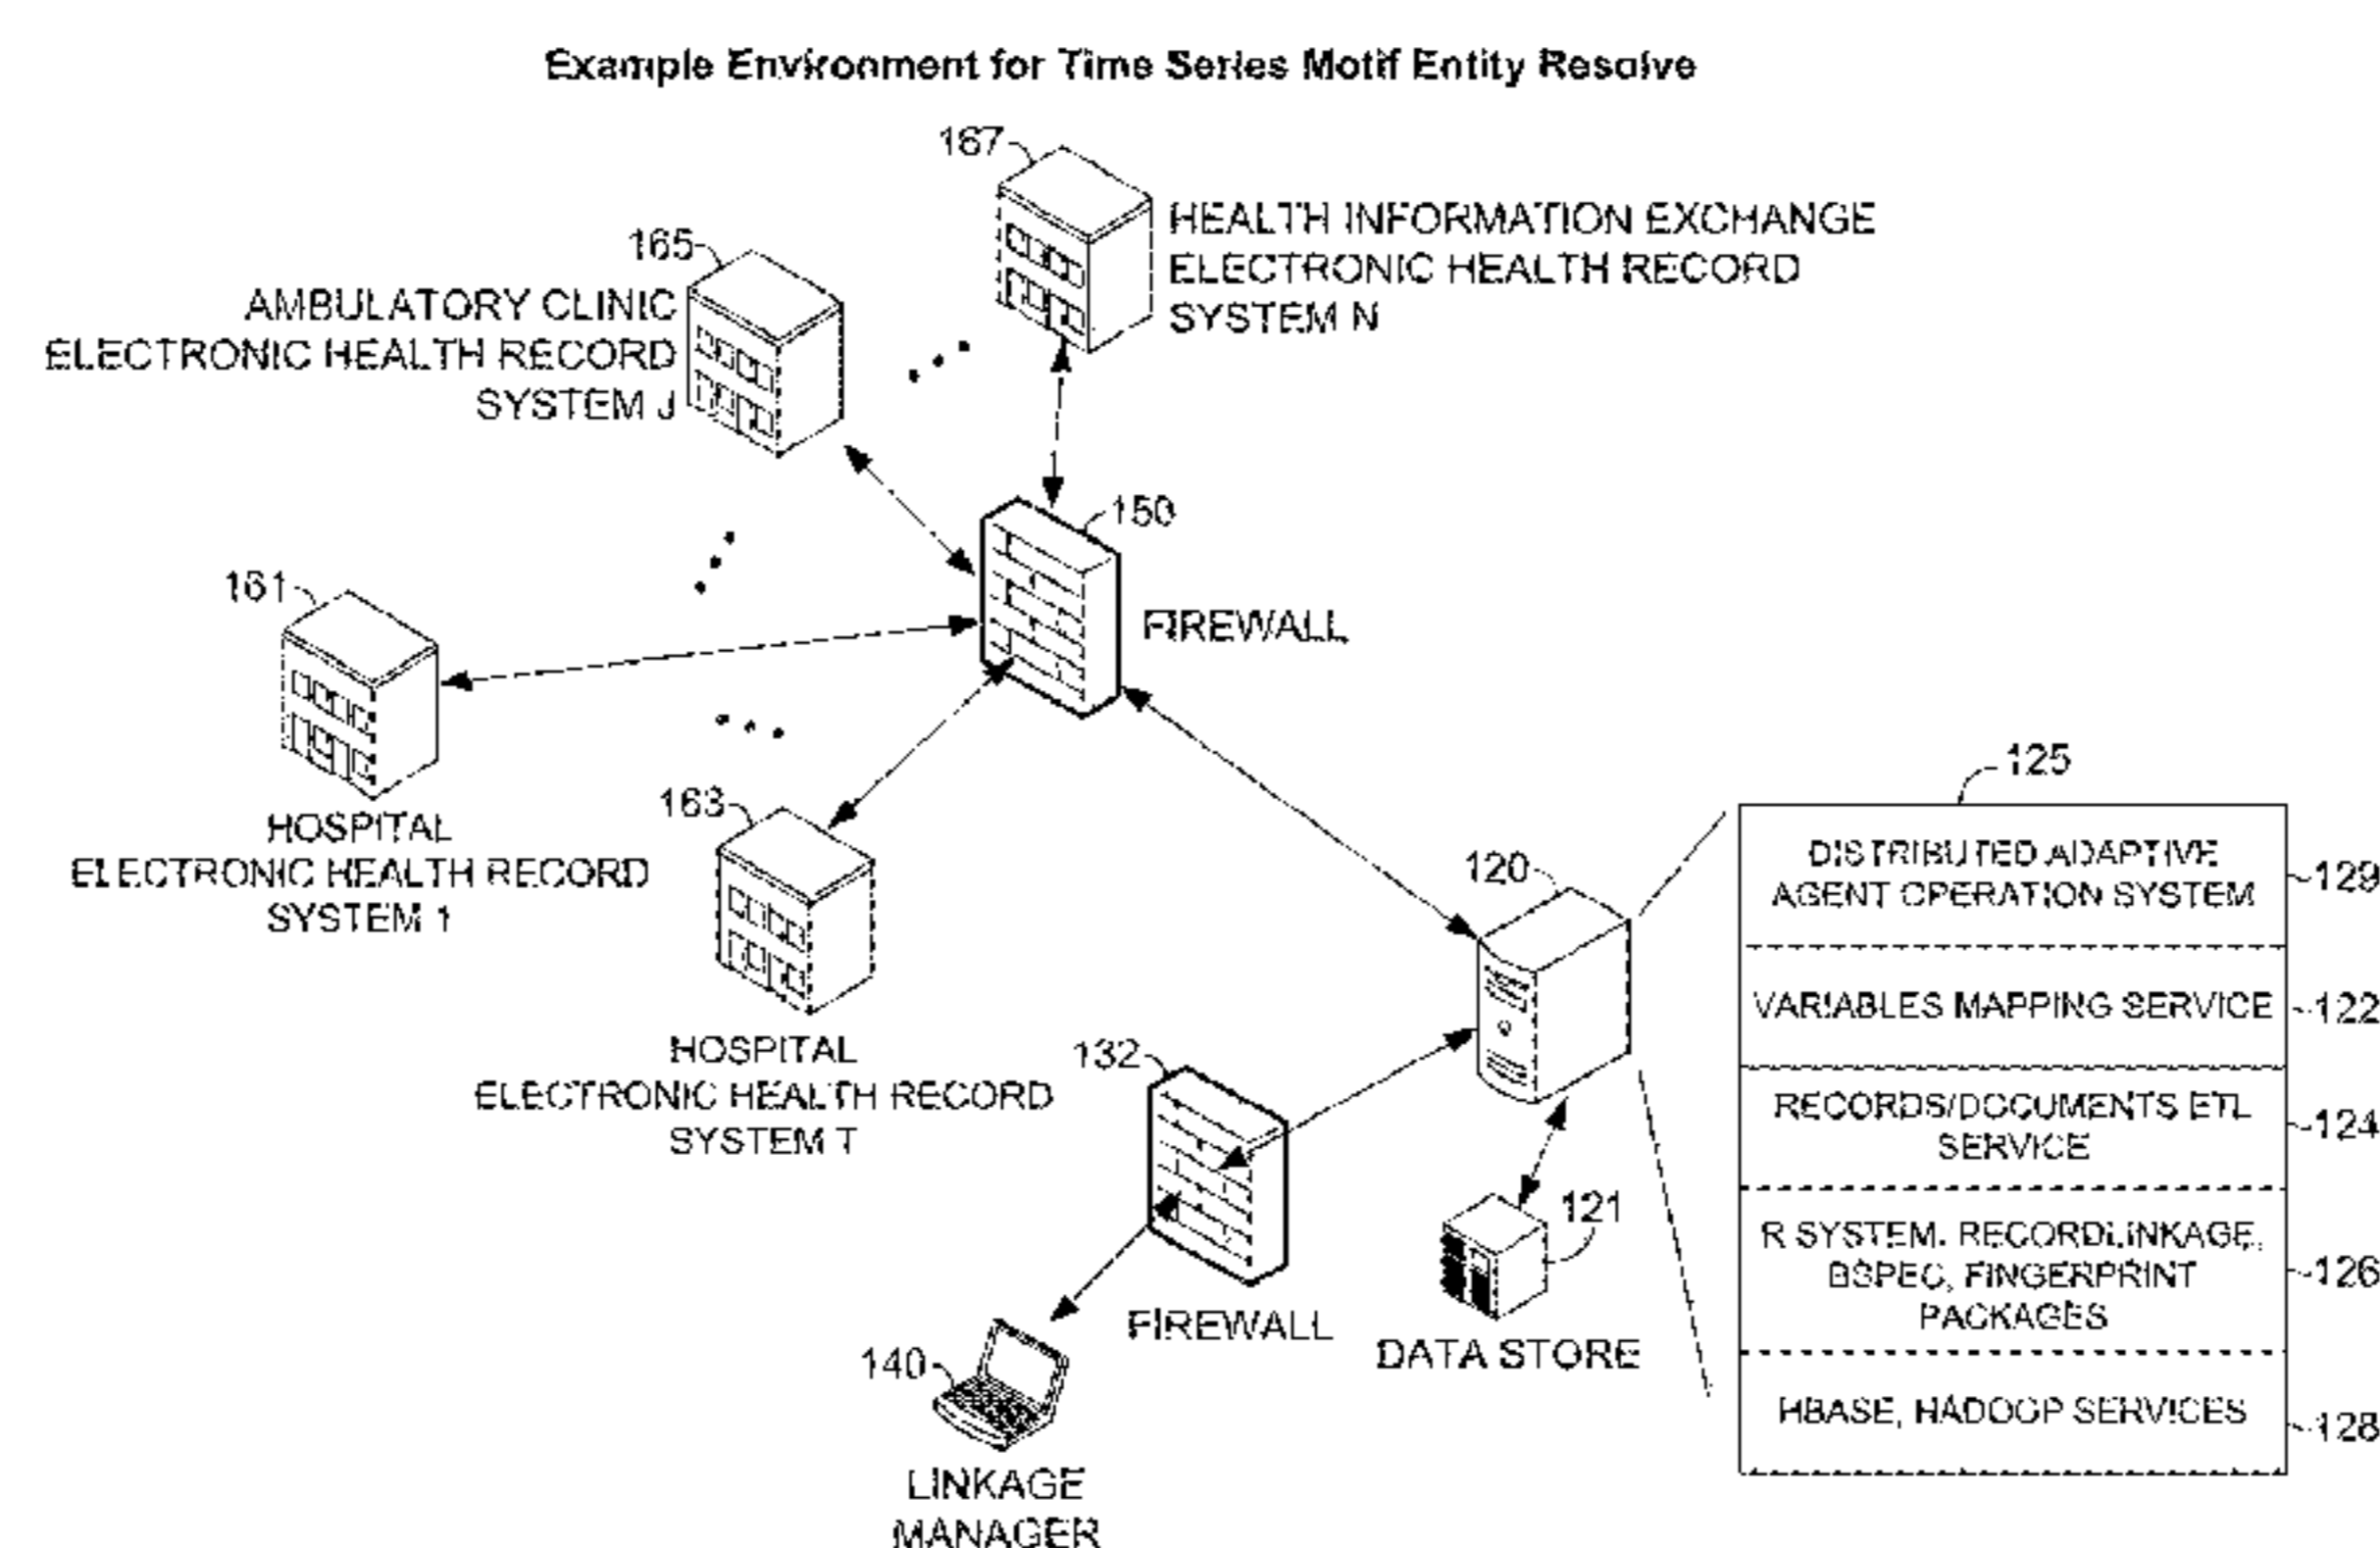 Example Environment for Time Series Motif Entity Resolve
167
HEALTH INFORMATION EXCHANGE
ELECTRONIC HEALTH RECORD
SYSTEM N
165
AMBULATORY CLINIC
ELECTRONIC HEALTH RECORD
SYSTEM J
150
FIREWALL
161
HOSPITAL
ELECTRONIC HEALTH RECORD
SYSTEM 1
163
HOSPITAL
ELECTRONIC HEALTH RECORD
SYSTEM T
120
125
DISTRIBUTED ADAPTIVE
AGENT OPERATION SYSTEM
129
VARIABLES MAPPING SERVICE
122
RECORDS/DOCUMENTS ETL
SERVICE
124
R SYSTEM. RECORDLINKAGE,
BSPEC, FINGERPRINT
PACKAGES
126
HBASE, HADOOP SERVICES
128
132
FIREWALL
121
DATA STORE
140
LINKAGE
MANAGER